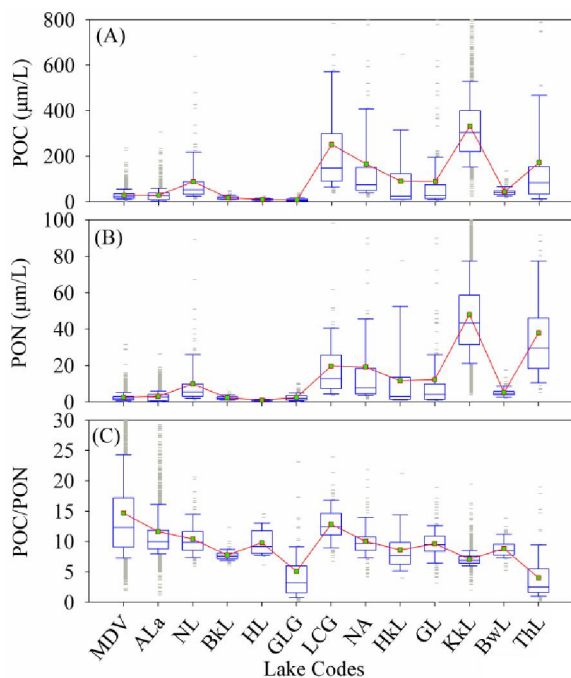 (A)
POC (µm/L)
800
600
400
200
0
(B)
PON (µm/L)
100
80
60
40
20
0
(C)
POC/PON
30
25
20
15
10
5
0
MDV ALa NL BkL HL GLG LCG NA HkL GL KkL BwL ThL
Lake Codes